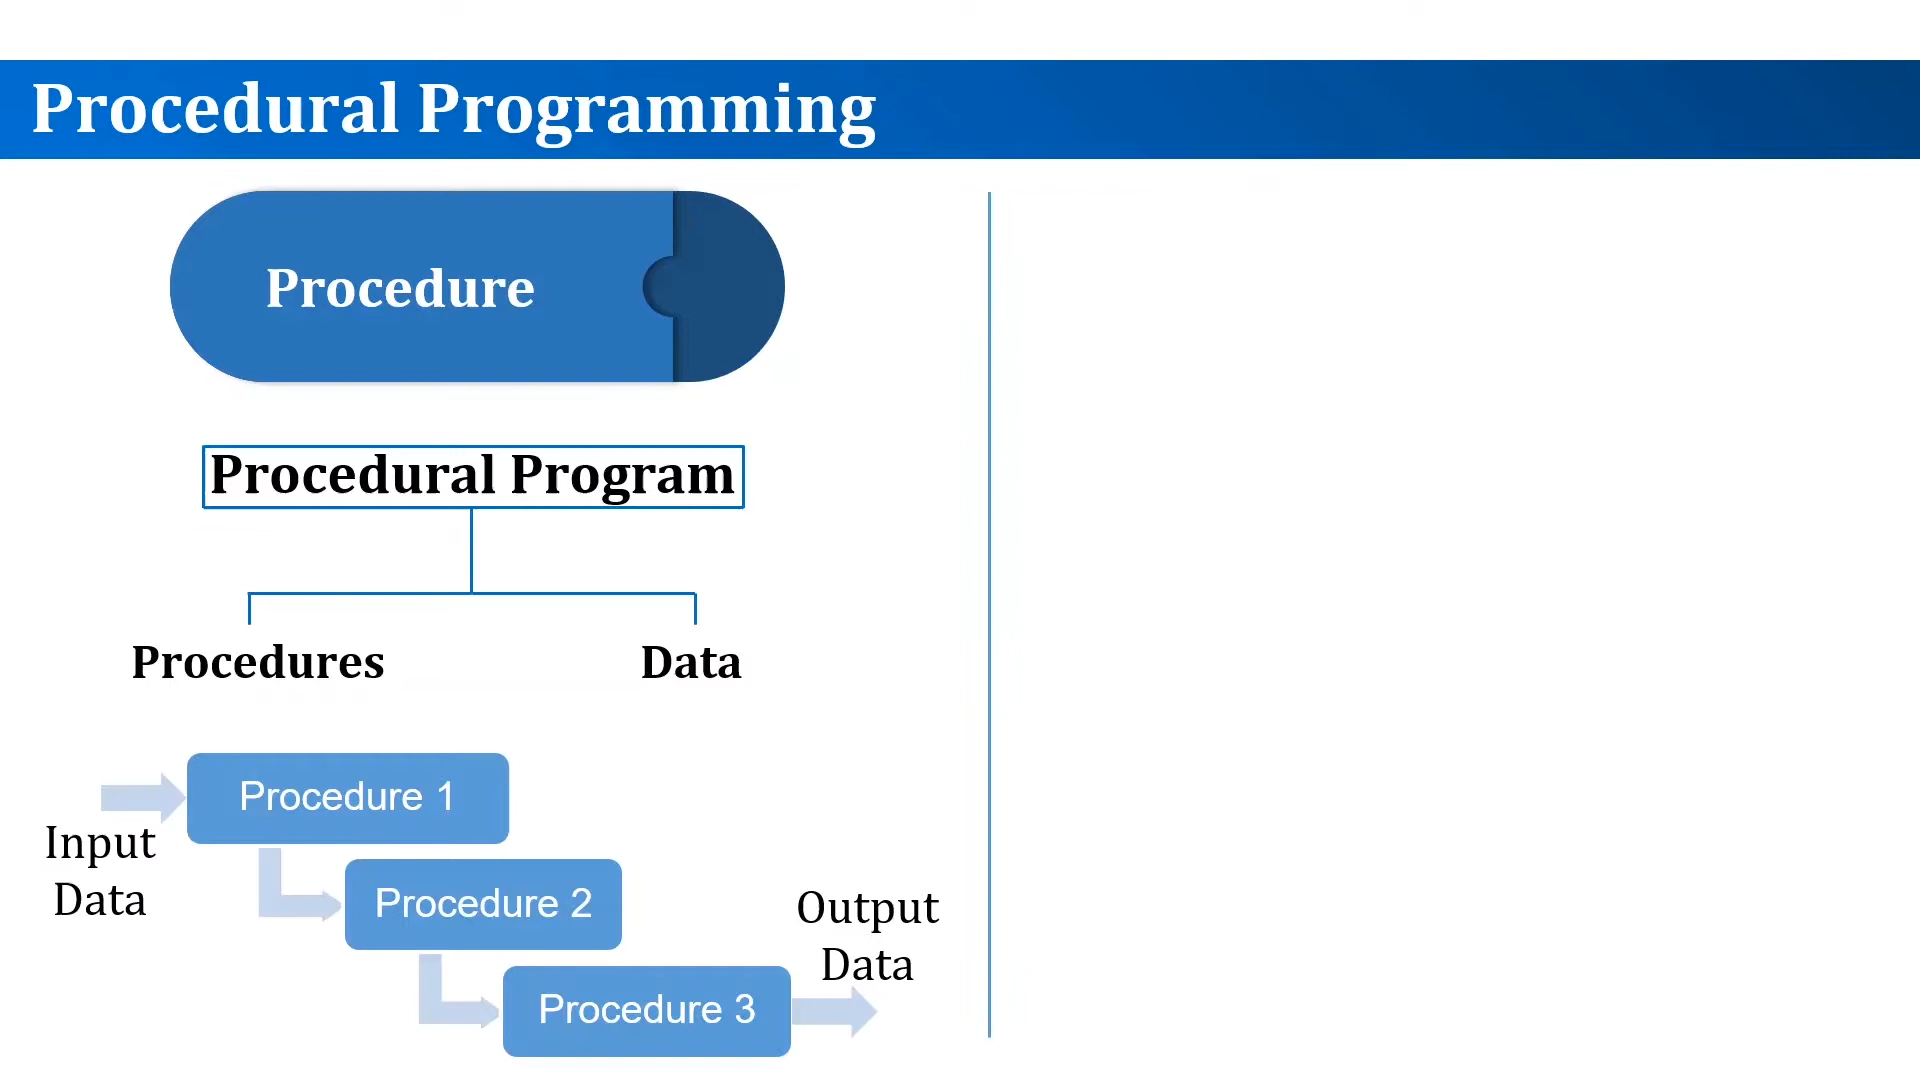 Procedural Programming
Procedure
Procedural Program
Procedures
Data
Procedure 1
Input
Data
Procedure 2
Output
Data
Procedure 3